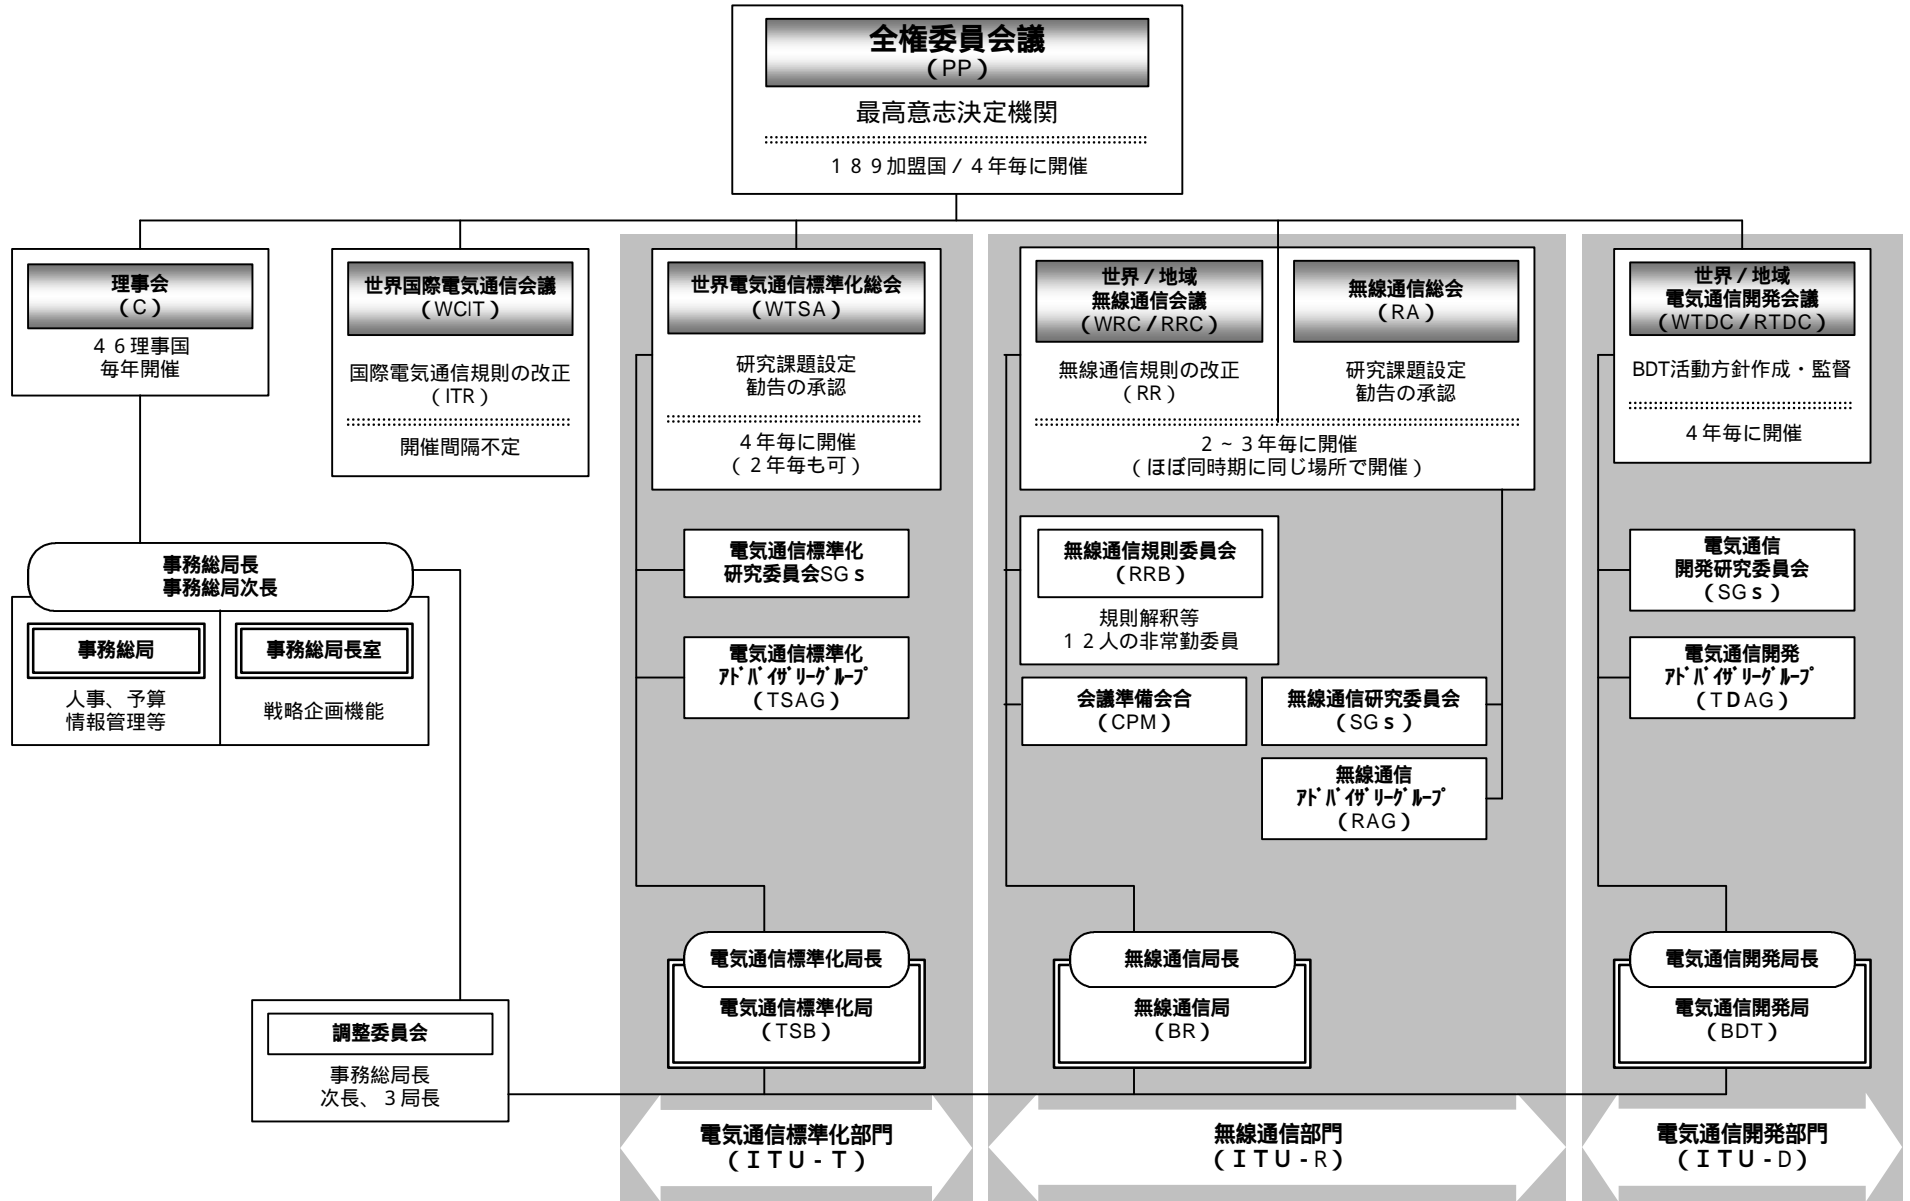 全権委員会議
(PP)
最高意志決定機関
189加盟国/4年毎に開催
理事会
(C)
46理事国
毎年開催
世界国際電気通信会議
(WCIT)
国際電気通信規則の改正
(ITR)
開催間隔不定
世界電気通信標準化総会
(WTSA)
研究課題設定
勧告の承認
4年毎に開催
(2年毎も可)
世界/地域
無線通信会議
(WRC/RRC)
無線通信規則の改正
(RR)
無線通信総会
(RA)
研究課題設定
勧告の承認
2~3年毎に開催
(ほぼ同時期に同じ場所で開催)
世界/地域
電気通信開発会議
(WTDC/RTDC)
BDT活動方針作成・監督
4年毎に開催
事務総局長
事務総局次長
事務総局
人事、予算
情報管理等
事務総局長室
戦略企画機能
電気通信標準化
研究委員会SGs
電気通信標準化
アドバイザリーグループ
(TSAG)
無線通信規則委員会
(RRB)
規則解釈等
12人の非常勤委員
会議準備会合
(CPM)
無線通信研究委員会
(SGs)
無線通信
アドバイザリーグループ
(RAG)
電気通信
開発研究委員会
(SGs)
電気通信開発
アドバイザリーグループ
(TDAG)
電気通信標準化局長
電気通信標準化局
(TSB)
無線通信局長
無線通信局
(BR)
電気通信開発局長
電気通信開発局
(BDT)
調整委員会
事務総局長
次長、3局長
電気通信標準化部門
(ITU-T)
無線通信部門
(ITU-R)
電気通信開発部門
(ITU-D)